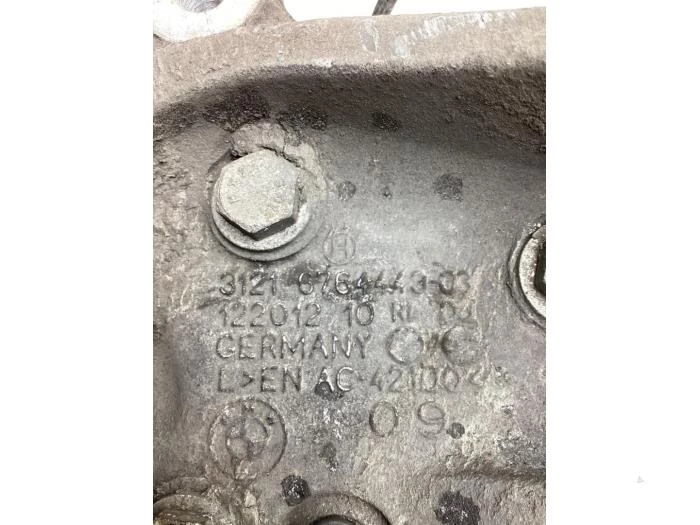 H
3121 6764443-03
122012 10
GERMANY
>EN AC-42100<
09